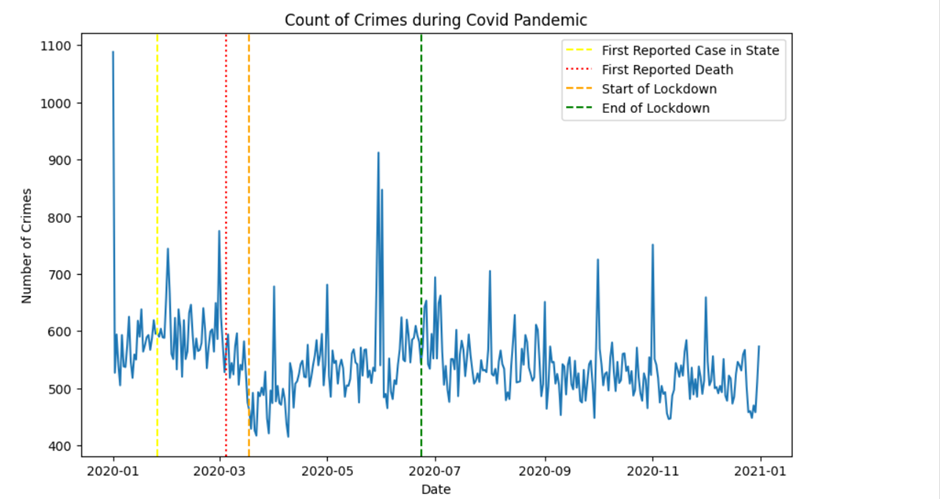 Count of Crimes during Covid Pandemic
1100
1000
900
800
700
600
500
400
Number of Crimes
First Reported Case in State
First Reported Death
Start of Lockdown
End of Lockdown
2020-01 2020-03 2020-05 2020-07 2020-09 2020-11 2021-01
Date